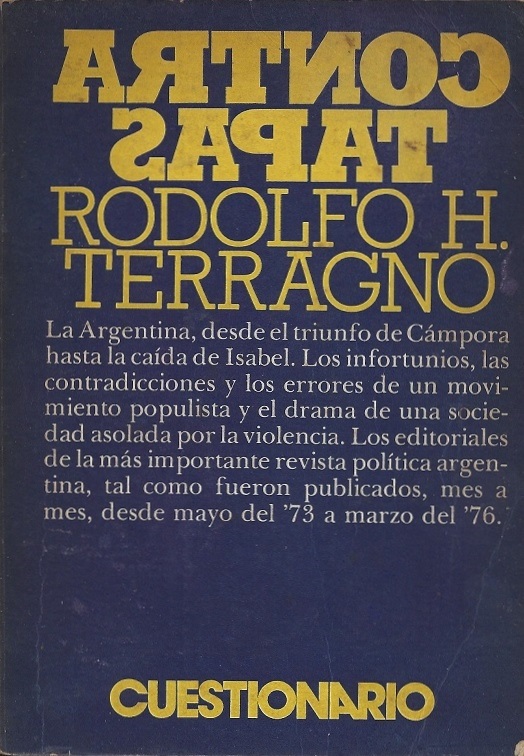 CONTRA
TAPAS
RODOLFO H.
TERRAGNO
La Argentina, desde el triunfo de Cámpora
hasta la caída de Isabel. Los infortunios, las
contradicciones y los errores de un movi-
miento populista y el drama de una socie-
dad asolada por la violencia. Los editoriales
de la más importante revista política argen-
tina, tal como fueron publicados, mes a
mes, desde mayo del '73 a marzo del '76.
CUESTIONARIO